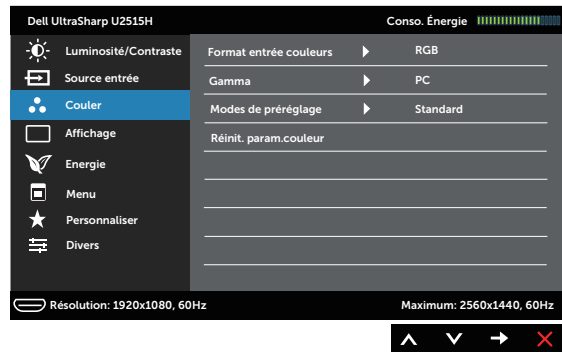 Dell UltraSharp U2515H Conso. Énergie
Luminosité/Contraste Format entrée couleurs RGB
Source entrée Gamma PC
Couler Modes de préréglage Standard
Affichage Réinit. param.couleur
Energie
Menu
Personnaliser
Divers
Résolution: 1920x1080, 60Hz Maximum: 2560x1440, 60Hz